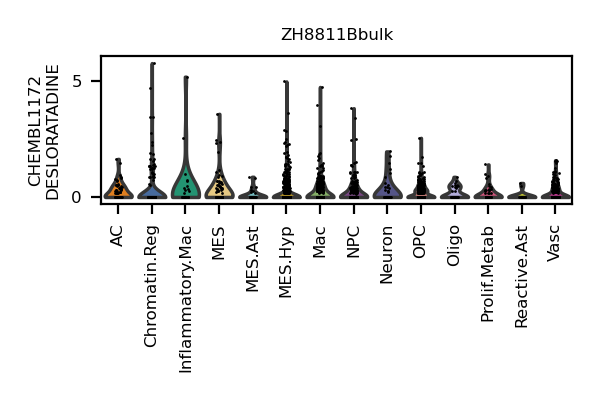 ZH8811Bbulk
CHEMBL1172
DESLORATADINE
5
0
AC
Chromatin.Reg
Inflammatory.Mac
MES
MES.Ast
MES.Hyp
Mac
NPC
Neuron
OPC
Oligo
Prolif.Metab
Reactive.Ast
Vasc